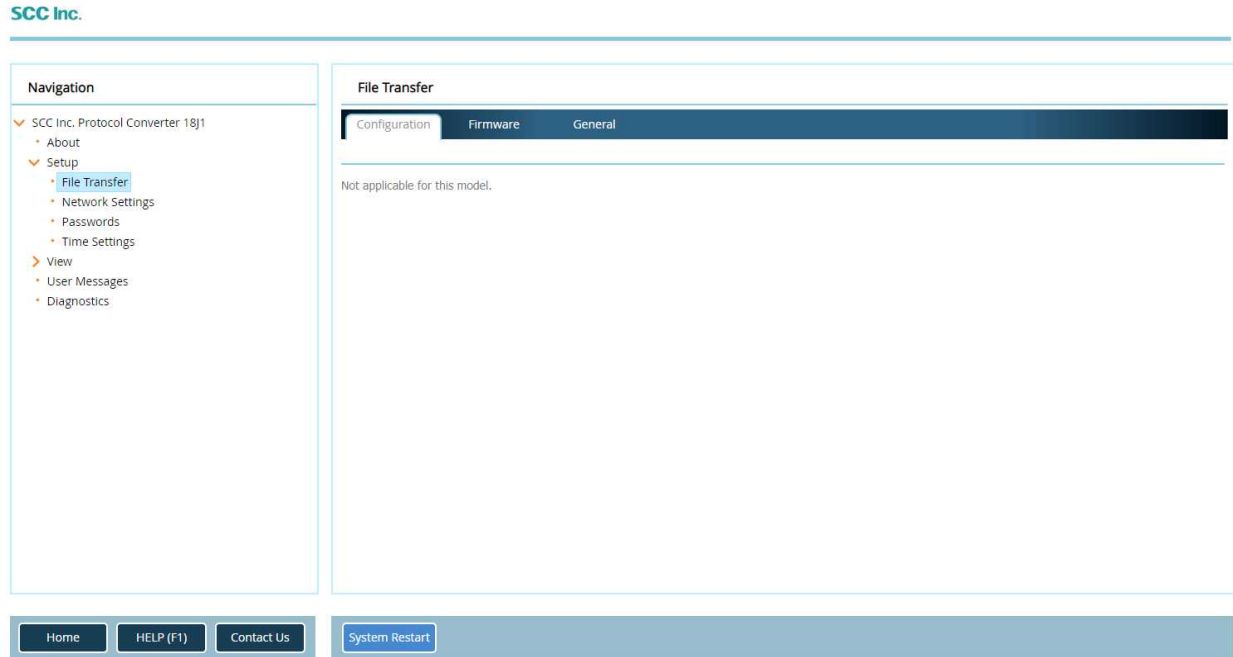 SCC Inc.
Navigation
SCC Inc. Protocol Converter 18J1
About
Setup
File Transfer
Network Settings
Passwords
Time Settings
View
User Messages
Diagnostics
File Transfer
Configuration Firmware General
Not applicable for this model.
Home HELP (F1) Contact Us System Restart